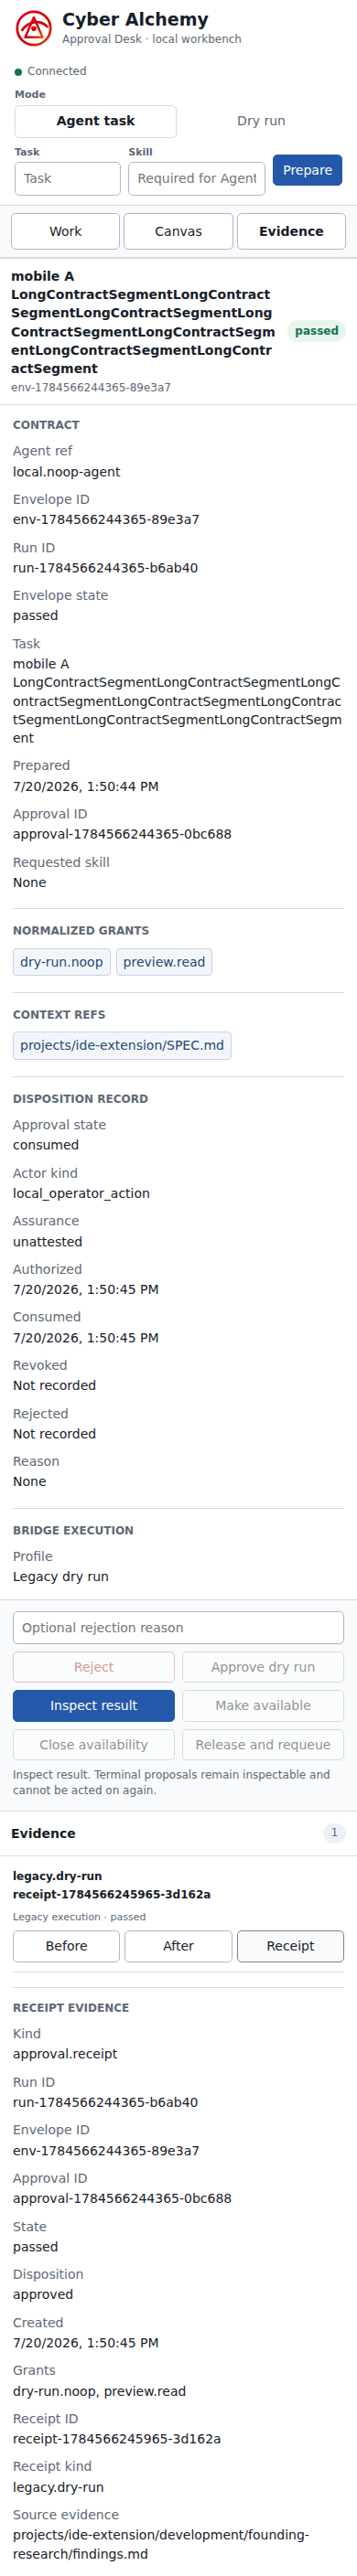 Cyber Alchemy
Approval Desk · local workbench
Connected
Mode
Agent task
Dry run
Task
Skill
Task
Required for Agent
Prepare
Work
Canvas
Evidence
mobile A
LongContractSegmentLongContract
SegmentLongContractSegmentLong
ContractSegmentLongContractSegm
entLongContractSegmentLongContr
actSegment
passed
env-1784566244365-89e3a7
CONTRACT
Agent ref
local.noop-agent
Envelope ID
env-1784566244365-89e3a7
Run ID
run-1784566244365-b6ab40
Envelope state
passed
Task
mobile A
LongContractSegmentLongContractSegmentLongC
ontractSegmentLongContractSegmentLongContrac
tSegmentLongContractSegmentLongContractSegm
ent
Prepared
7/20/2026, 1:50:44 PM
Approval ID
approval-1784566244365-0bc688
Requested skill
None
NORMALIZED GRANTS
dry-run.noop
preview.read
CONTEXT REFS
projects/ide-extension/SPEC.md
DISPOSITION RECORD
Approval state
consumed
Actor kind
local_operator_action
Assurance
unattested
Authorized
7/20/2026, 1:50:45 PM
Consumed
7/20/2026, 1:50:45 PM
Revoked
Not recorded
Rejected
Not recorded
Reason
None
BRIDGE EXECUTION
Profile
Legacy dry run
Optional rejection reason
Reject
Approve dry run
Inspect result
Make available
Close availability
Release and requeue
Inspect result. Terminal proposals remain inspectable and
cannot be acted on again.
Evidence
1
legacy.dry-run
receipt-1784566245965-3d162a
Legacy execution · passed
Before
After
Receipt
RECEIPT EVIDENCE
Kind
approval.receipt
Run ID
run-1784566244365-b6ab40
Envelope ID
env-1784566244365-89e3a7
Approval ID
approval-1784566244365-0bc688
State
passed
Disposition
approved
Created
7/20/2026, 1:50:45 PM
Grants
dry-run.noop, preview.read
Receipt ID
receipt-1784566245965-3d162a
Receipt kind
legacy.dry-run
Source evidence
projects/ide-extension/development/founding-
research/findings.md